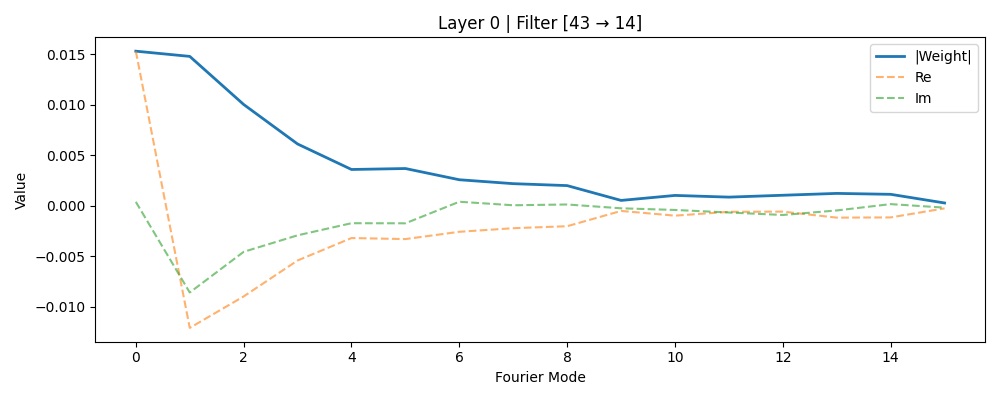 Layer 0 | Filter [43 → 14]
|Weight|
Re
Im
Value
0.015
0.010
0.005
0.000
−0.005
−0.010
0 2 4 6 8 10 12 14
Fourier Mode